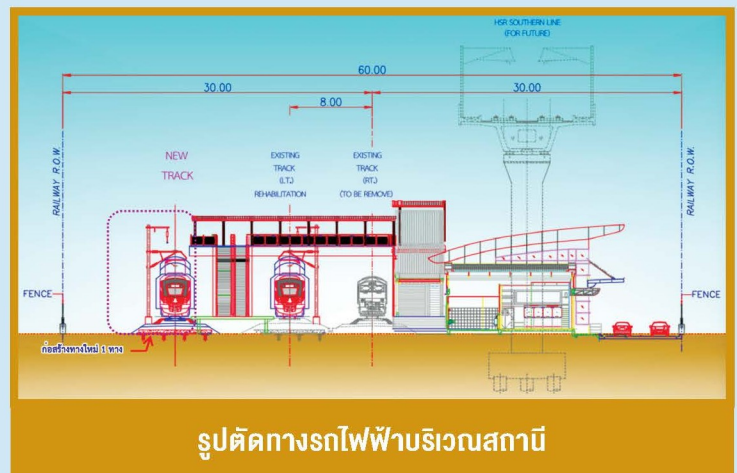 HSR SOUTHERN LINE
(FOR FUTURE)
60.00
30.00
30.00
8.00
RAILWAY R.O.W.
NEW
TRACK
EXISTING
TRACK
(LT.)
REHABILITATION
EXISTING
TRACK
(RT.)
(TO BE REMOVE)
RAILWAY R.O.W.
FENCE
FENCE
ก่อสร้างทางใหม่ 1 ทาง
รูปตัดทางรถไฟฟ้าบริเวณสถานี